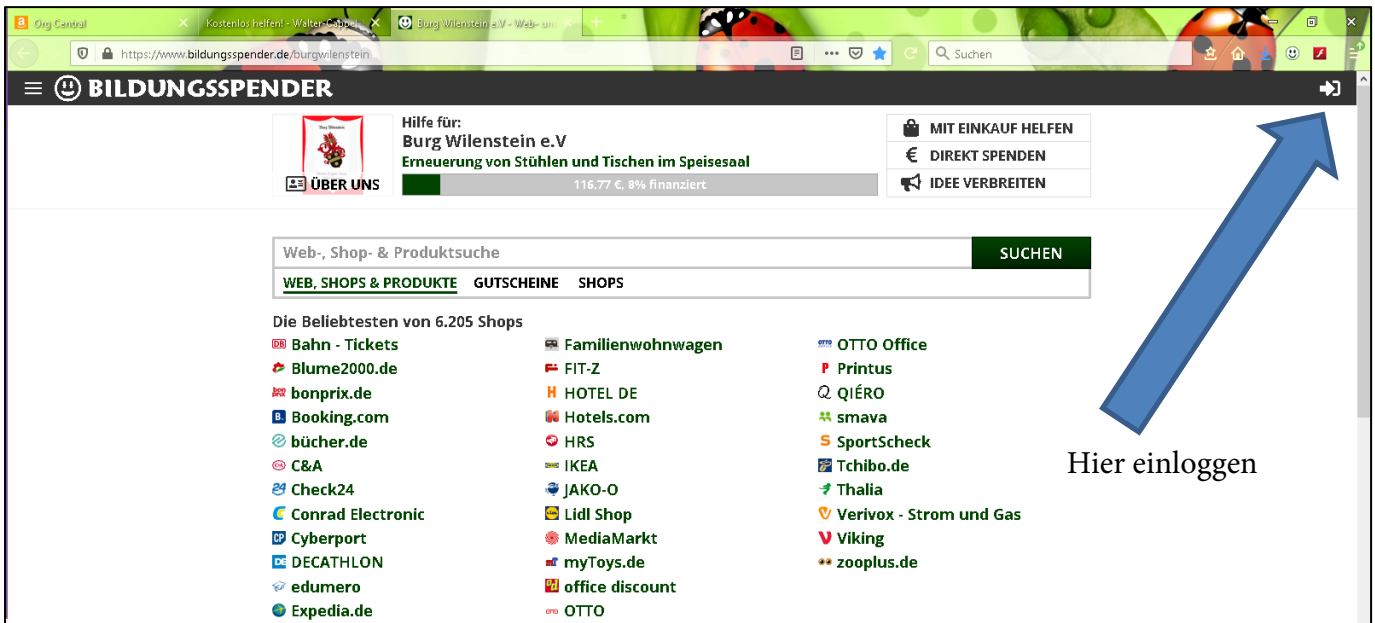 Org Central
Kostenlos helfen! - Walter-Cappel
Burg Wilenstein e.V - Web- un
https://www.bildungsspender.de/burgwilenstein
Suchen
BILDUNGSSPENDER
Hilfe für:
Burg Wilenstein e.V
Erneuerung von Stühlen und Tischen im Speisesaal
ÜBER UNS
116,77 €, 8% finanziert
MIT EINKAUF HELFEN
€ DIREKT SPENDEN
IDEE VERBREITEN
Web-, Shop- & Produktsuche
SUCHEN
WEB, SHOPS & PRODUKTE GUTSCHEINE SHOPS
Die Beliebtesten von 6.205 Shops
Bahn - Tickets
Blume2000.de
bonprix.de
Booking.com
bücher.de
C&A
Check24
Conrad Electronic
Cyberport
DECATHLON
edumero
Expedia.de
Familienwohnwagen
FIT-Z
HOTEL DE
Hotels.com
HRS
IKEA
JAKO-O
Lidl Shop
MediaMarkt
myToys.de
office discount
OTTO
OTTO Office
Printus
QIÉRO
smava
SportScheck
Tchibo.de
Thalia
Verivox - Strom und Gas
Viking
zooplus.de
Hier einloggen